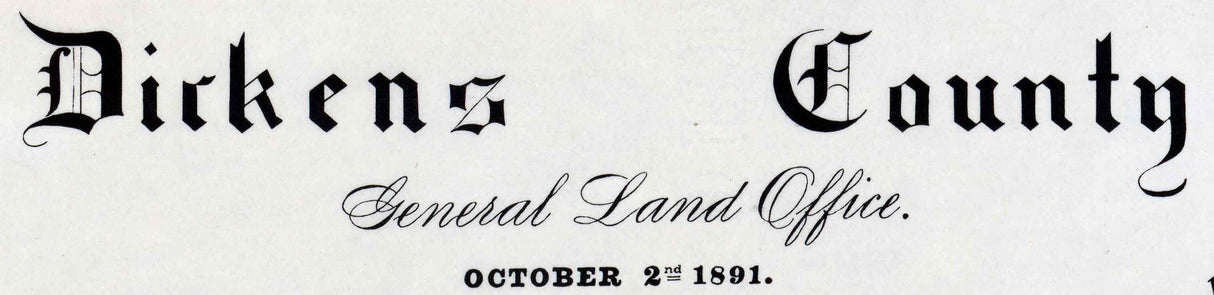 Dickens County
General Land Office.
OCTOBER 2nd 1891.